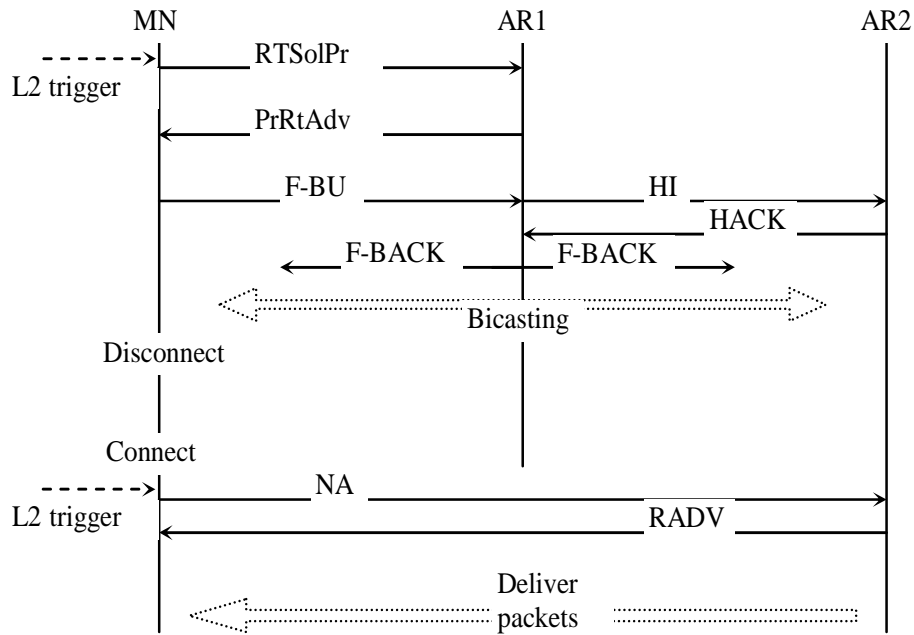 MN AR1 AR2
RTSolPr
L2 trigger
PrRtAdv
F-BU HI
HACK
F-BACK F-BACK
Bicasting
Disconnect
Connect
NA
L2 trigger
RADV
Deliver
packets